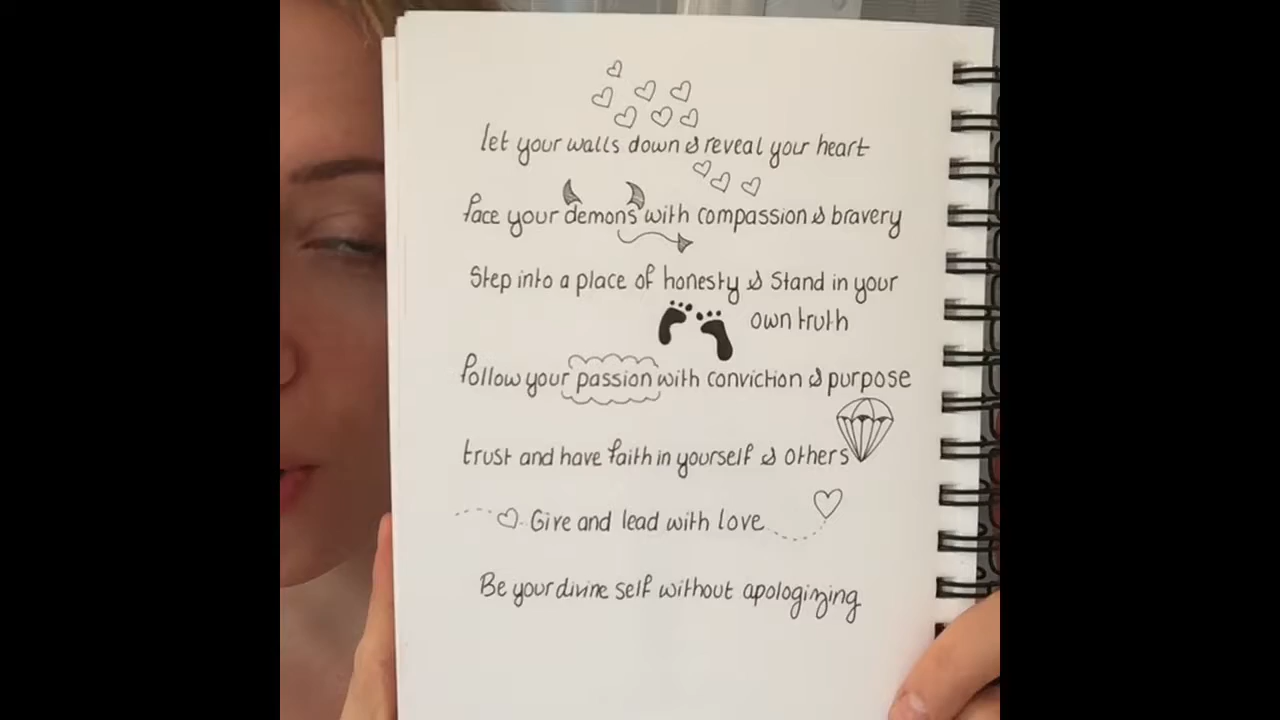 let your walls down & reveal your heart
face your demons with compassion & bravery
Step into a place of honesty & Stand in your
own truth
follow your passion with conviction & purpose
trust and have faith in yourself & others
Give and lead with love
Be your divine self without apologizing